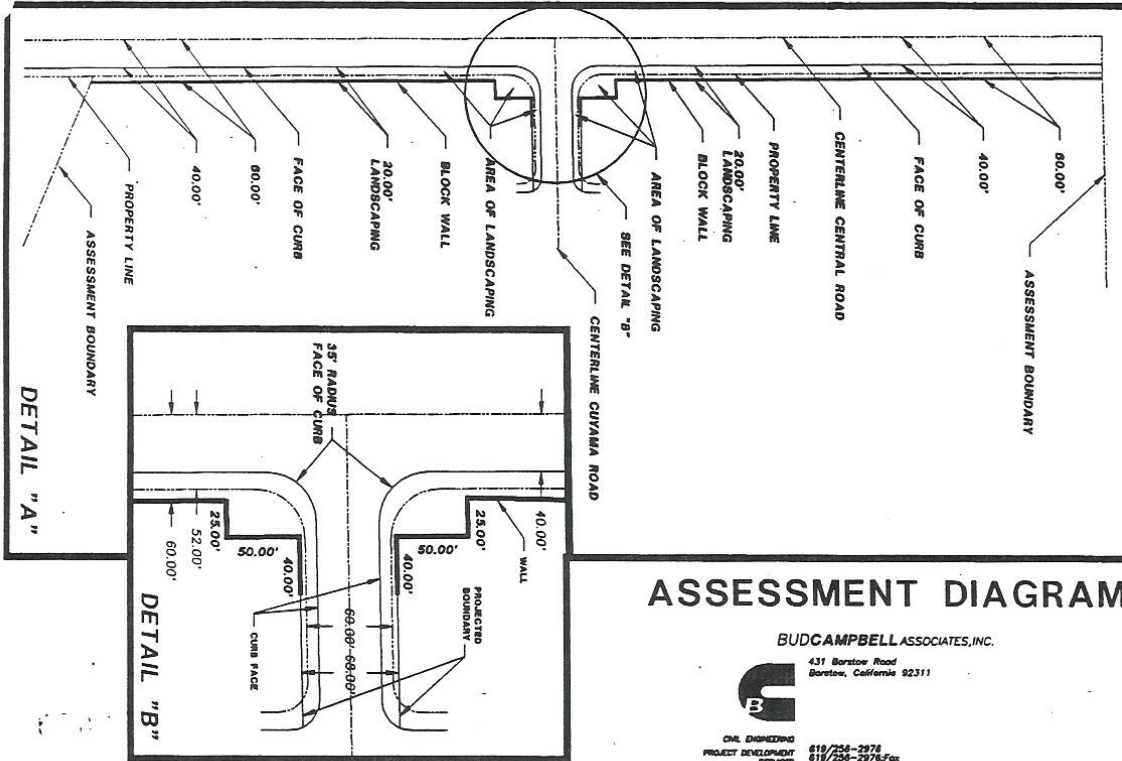 60.00'
40.00'
FACE OF CURB
CENTERLINE CENTRAL ROAD
PROPERTY LINE
20.00'
LANDSCAPING
BLOCK WALL
AREA OF LANDSCAPING
SEE DETAIL "B"
CENTERLINE CUYAMA ROAD
ASSESSMENT BOUNDARY
AREA OF LANDSCAPING
BLOCK WALL
20.00'
LANDSCAPING
FACE OF CURB
60.00'
40.00'
PROPERTY LINE
ASSESSMENT BOUNDARY
DETAIL "A"
35' RADIUS
FACE OF CURB
40.00'
WALL
25.00'
50.00'
40.00'
PROJECTED
BOUNDARY
60.00'
68.00'
CURB FACE
40.00'
50.00'
25.00'
52.00'
60.00'
DETAIL "B"
ASSESSMENT DIAGRAM
BUDCAMPBELL ASSOCIATES, INC.
431 Barstow Road
Barstow, California 92311
B
CIVIL ENGINEERING
PROJECT DEVELOPMENT
619/256-2976
619/256-2976:Fax